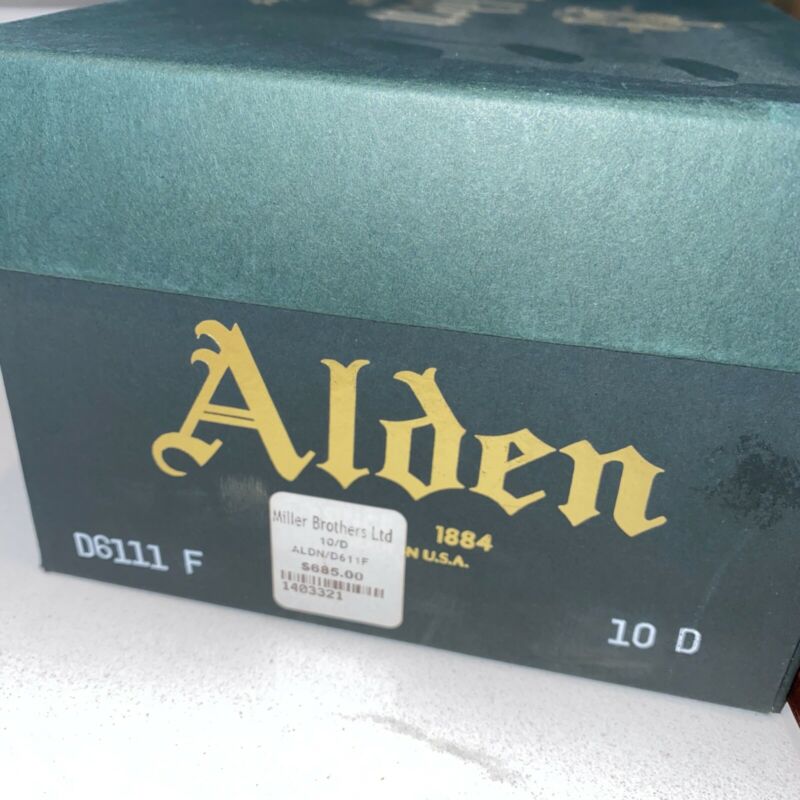 Alden
1884
N U.S.A.
D6111 F
Miller Brothers Ltd
10/D
ALDN/D611F
$685.00
1403321
10 D